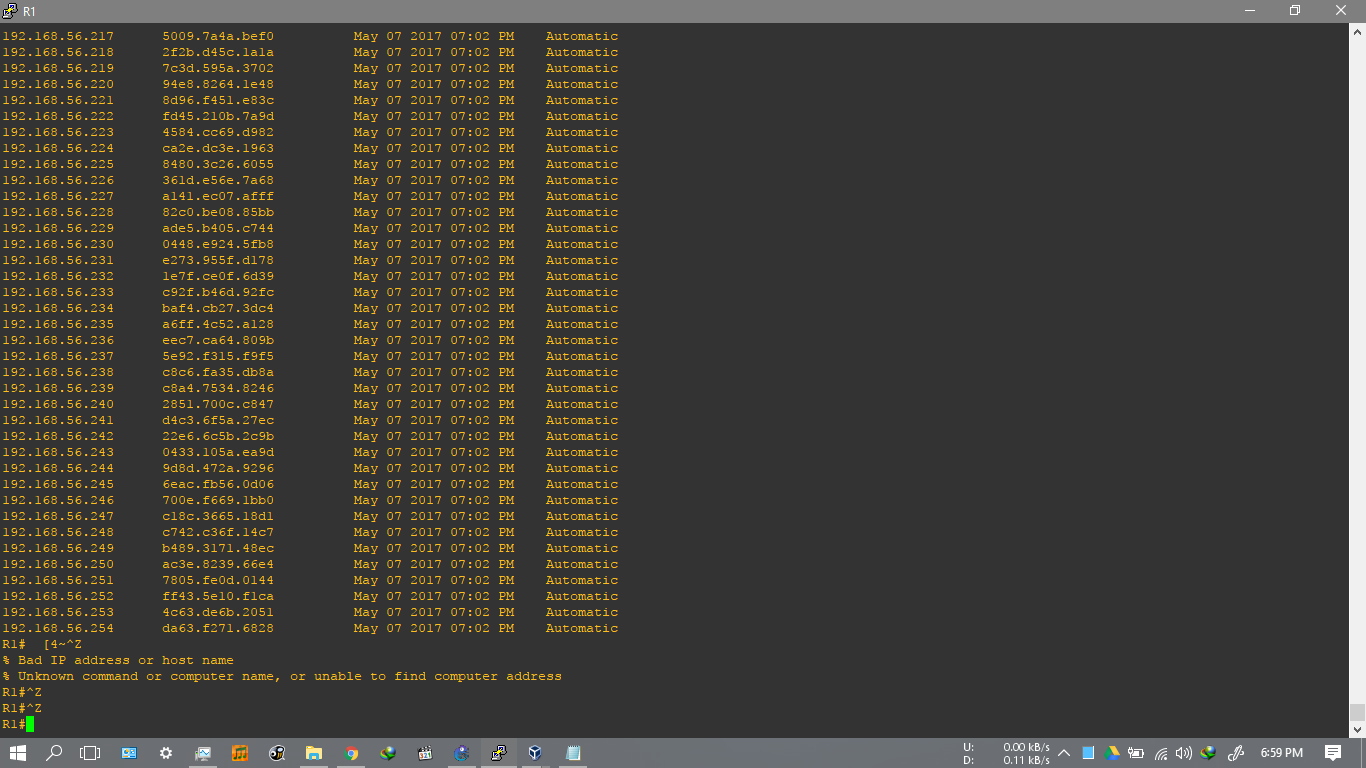 R1
192.168.56.217 5009.7a4a.bef0 May 07 2017 07:02 PM Automatic
192.168.56.218 2f2b.d45c.1a1a May 07 2017 07:02 PM Automatic
192.168.56.219 7c3d.595a.3702 May 07 2017 07:02 PM Automatic
192.168.56.220 94e8.8264.1e48 May 07 2017 07:02 PM Automatic
192.168.56.221 8d96.f451.e83c May 07 2017 07:02 PM Automatic
192.168.56.222 fd45.210b.7a9d May 07 2017 07:02 PM Automatic
192.168.56.223 4584.cc69.d982 May 07 2017 07:02 PM Automatic
192.168.56.224 ca2e.dc3e.1963 May 07 2017 07:02 PM Automatic
192.168.56.225 8480.3c26.6055 May 07 2017 07:02 PM Automatic
192.168.56.226 361d.e56e.7a68 May 07 2017 07:02 PM Automatic
192.168.56.227 a141.ec07.afff May 07 2017 07:02 PM Automatic
192.168.56.228 82c0.be08.85bb May 07 2017 07:02 PM Automatic
192.168.56.229 ade5.b405.c744 May 07 2017 07:02 PM Automatic
192.168.56.230 0448.e924.5fb8 May 07 2017 07:02 PM Automatic
192.168.56.231 e273.955f.d178 May 07 2017 07:02 PM Automatic
192.168.56.232 1e7f.ce0f.6d39 May 07 2017 07:02 PM Automatic
192.168.56.233 c92f.b46d.92fc May 07 2017 07:02 PM Automatic
192.168.56.234 baf4.cb27.3dc4 May 07 2017 07:02 PM Automatic
192.168.56.235 a6ff.4c52.a128 May 07 2017 07:02 PM Automatic
192.168.56.236 eec7.ca64.809b May 07 2017 07:02 PM Automatic
192.168.56.237 5e92.f315.f9f5 May 07 2017 07:02 PM Automatic
192.168.56.238 c8c6.fa35.db8a May 07 2017 07:02 PM Automatic
192.168.56.239 c8a4.7534.8246 May 07 2017 07:02 PM Automatic
192.168.56.240 2851.700c.c847 May 07 2017 07:02 PM Automatic
192.168.56.241 d4c3.6f5a.27ec May 07 2017 07:02 PM Automatic
192.168.56.242 22e6.6c5b.2c9b May 07 2017 07:02 PM Automatic
192.168.56.243 0433.105a.ea9d May 07 2017 07:02 PM Automatic
192.168.56.244 9d8d.472a.9296 May 07 2017 07:02 PM Automatic
192.168.56.245 6eac.fb56.0d06 May 07 2017 07:02 PM Automatic
192.168.56.246 700e.f669.1bb0 May 07 2017 07:02 PM Automatic
192.168.56.247 c18c.3665.18d1 May 07 2017 07:02 PM Automatic
192.168.56.248 c742.c36f.14c7 May 07 2017 07:02 PM Automatic
192.168.56.249 b489.3171.48ec May 07 2017 07:02 PM Automatic
192.168.56.250 ac3e.8239.66e4 May 07 2017 07:02 PM Automatic
192.168.56.251 7805.fe0d.0144 May 07 2017 07:02 PM Automatic
192.168.56.252 ff43.5e10.f1ca May 07 2017 07:02 PM Automatic
192.168.56.253 4c63.de6b.2051 May 07 2017 07:02 PM Automatic
192.168.56.254 da63.f271.6828 May 07 2017 07:02 PM Automatic
R1# [4~^Z
% Bad IP address or host name
% Unknown command or computer name, or unable to find computer address
R1#^Z
R1#^Z
R1#
U: 0.00 kB/s
D: 0.11 kB/s
6:59 PM